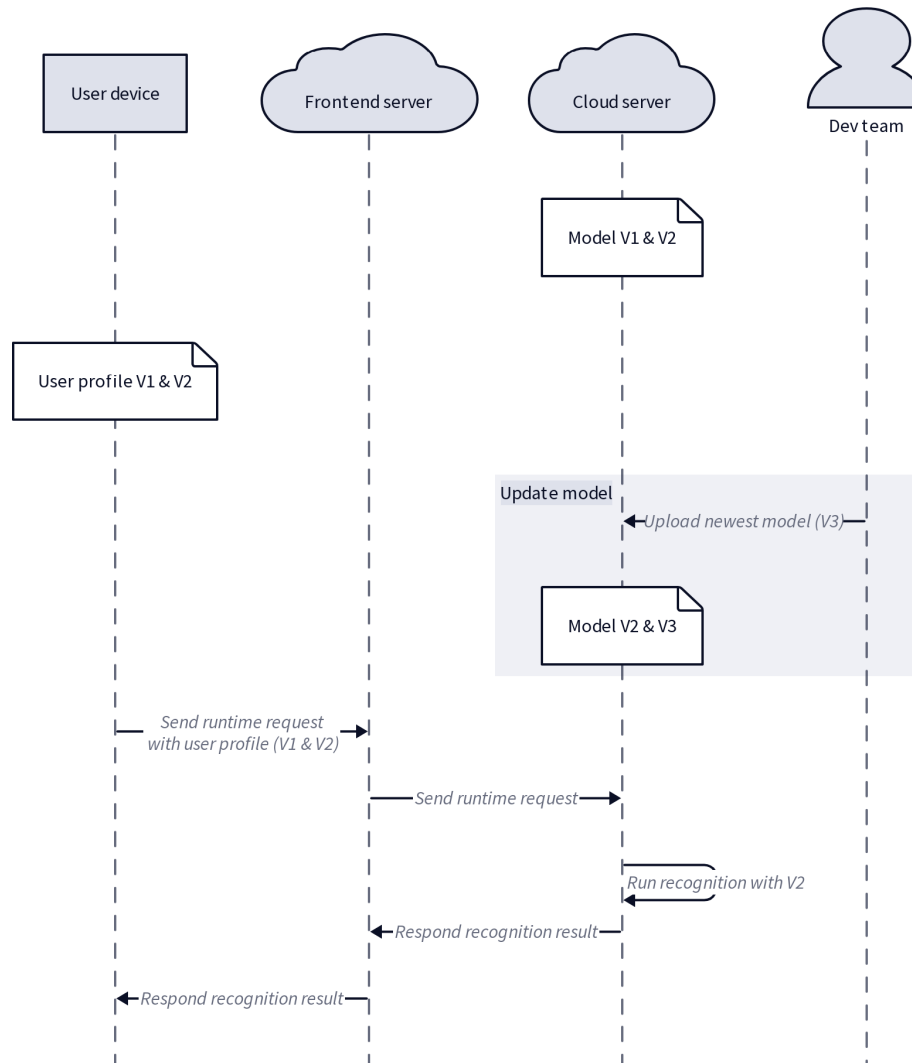 User device
Frontend server
Cloud server
Dev team
Model V1 & V2
User profile V1 & V2
Update model
Upload newest model (V3)
Model V2 & V3
Send runtime request
with user profile (V1 & V2)
Send runtime request
Run recognition with V2
Respond recognition result
Respond recognition result